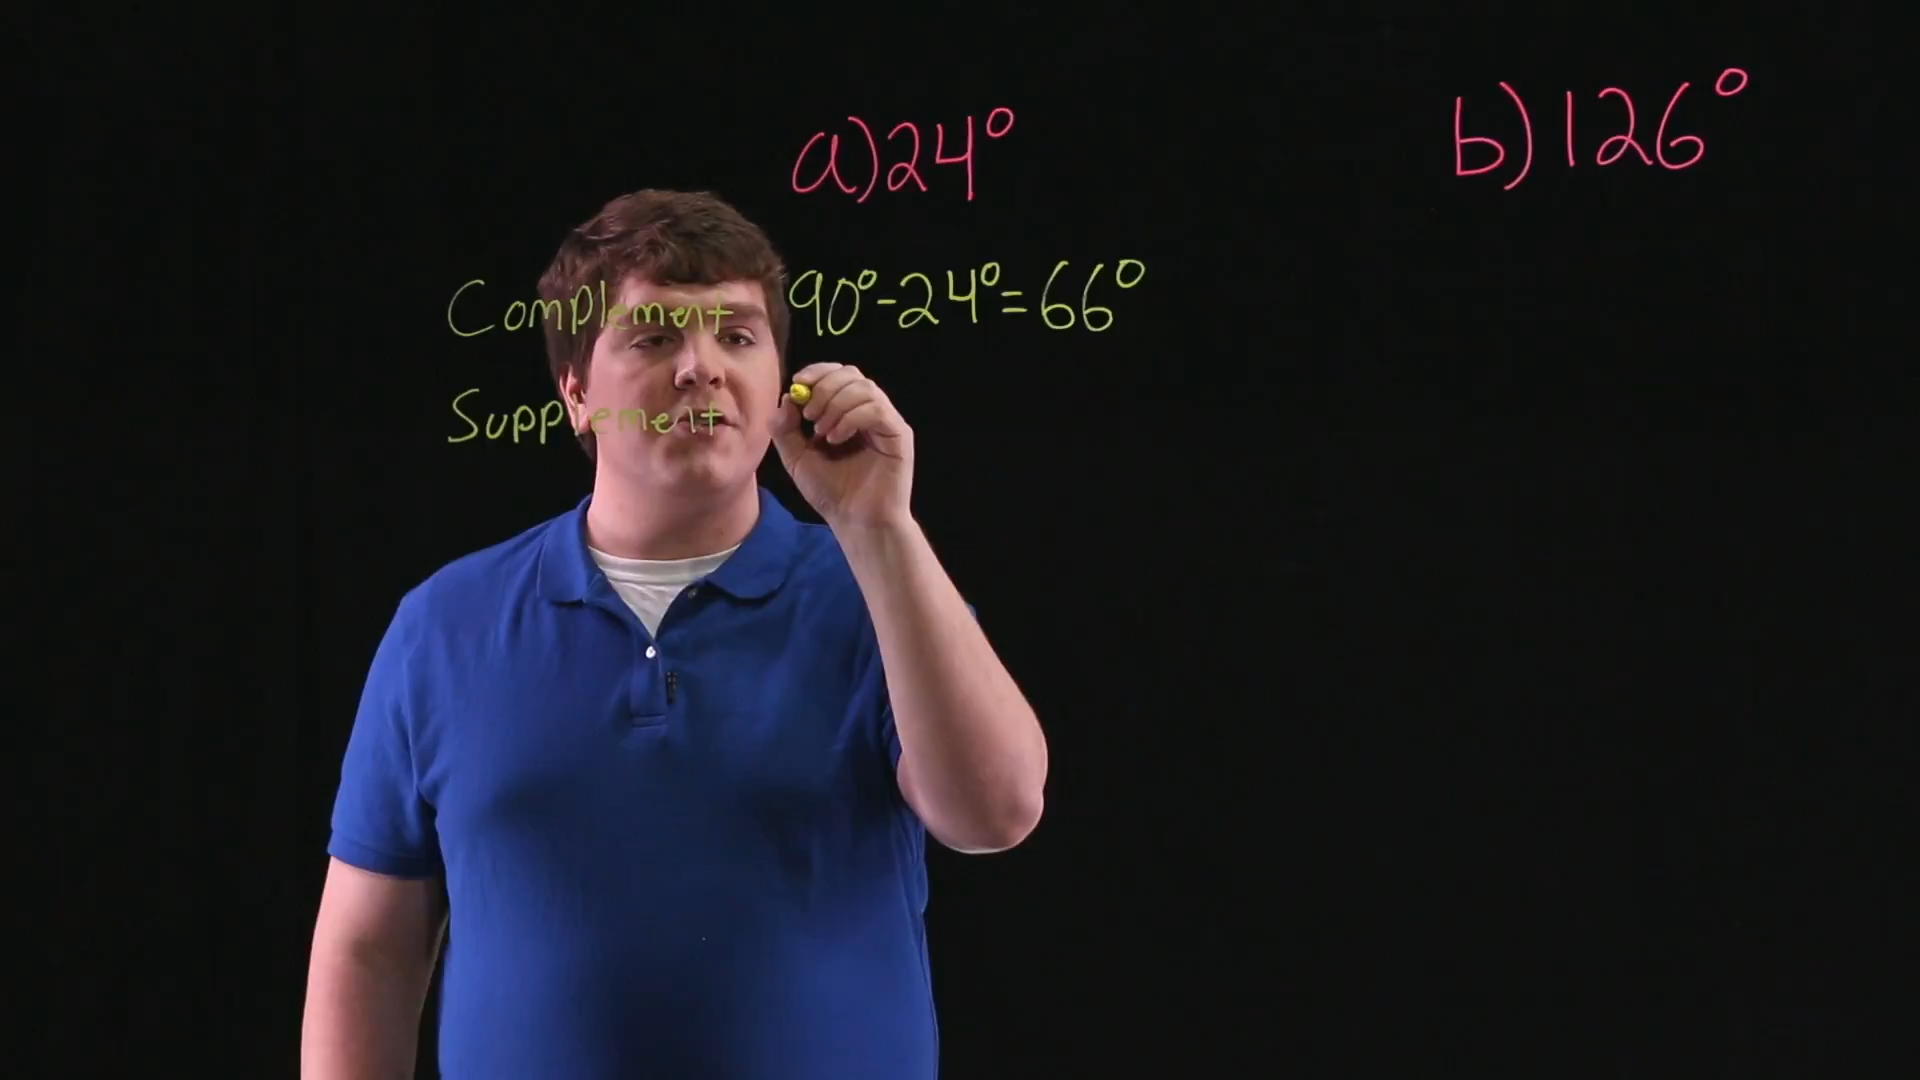 a) 24°
b) 126°
Complement 90° - 24° = 66°
Supplement